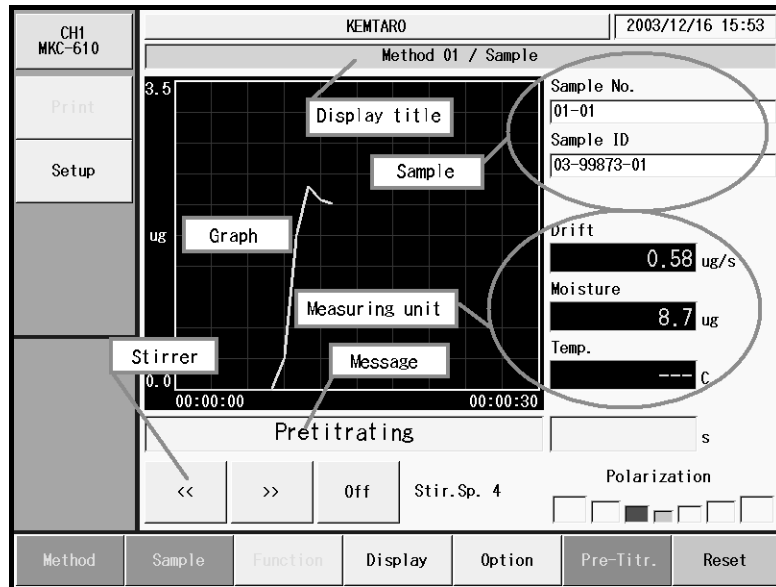 CH1
MKC-610
KEMTARO
2003/12/16 15:53
Method 01 / Sample
Print
Setup
3.5
ug
0.0
00:00:00
00:00:30
Display title
Sample
Graph
Measuring unit
Stirrer
Message
Sample No.
01-01
Sample ID
03-99873-01
Drift
0.58 ug/s
Moisture
8.7 ug
Temp.
--- C
Pretitrating
s
<<
>>
Off
Stir.Sp. 4
Polarization
Method
Sample
Function
Display
Option
Pre-Titr.
Reset